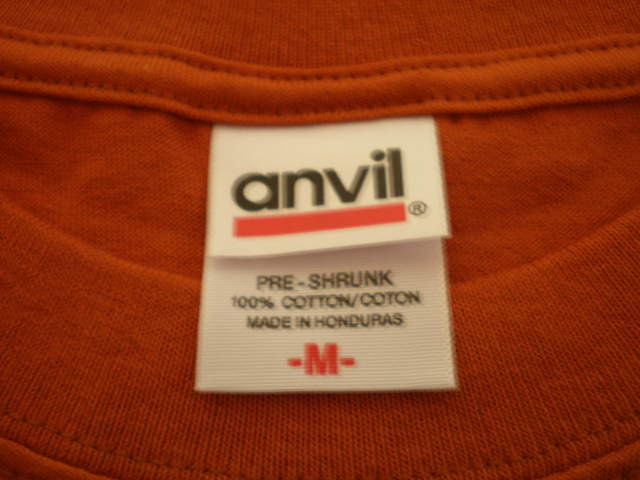 anvil®
PRE-SHRUNK
100% COTTON/COTON
MADE IN HONDURAS
-M-